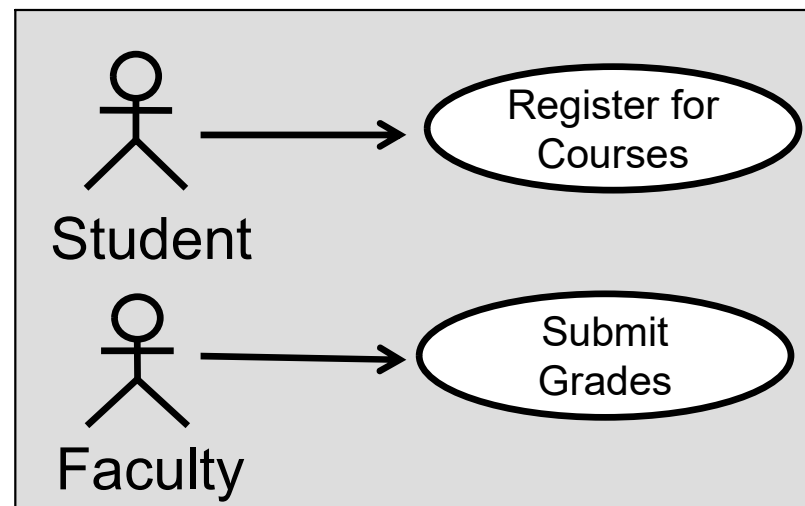 Register for
Courses
Student
Submit
Grades
Faculty